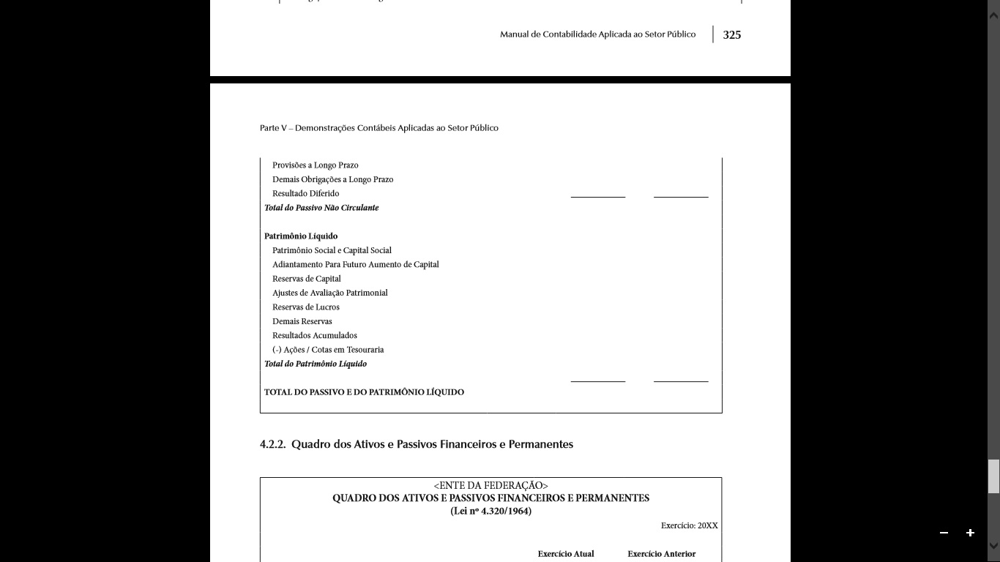 Manual de Contabilidade Aplicada ao Setor Público 325
Parte V – Demonstrações Contábeis Aplicadas ao Setor Público
Provisões a Longo Prazo
Demais Obrigações a Longo Prazo
Resultado Diferido
Total do Passivo Não Circulante
Patrimônio Líquido
Patrimônio Social e Capital Social
Adiantamento Para Futuro Aumento de Capital
Reservas de Capital
Ajustes de Avaliação Patrimonial
Reservas de Lucros
Demais Reservas
Resultados Acumulados
(-) Ações / Cotas em Tesouraria
Total do Patrimônio Líquido
TOTAL DO PASSIVO E DO PATRIMÔNIO LÍQUIDO
4.2.2. Quadro dos Ativos e Passivos Financeiros e Permanentes
<ENTE DA FEDERAÇÃO>
QUADRO DOS ATIVOS E PASSIVOS FINANCEIROS E PERMANENTES
(Lei nº 4.320/1964)
Exercício: 20XX
Exercício Atual Exercício Anterior